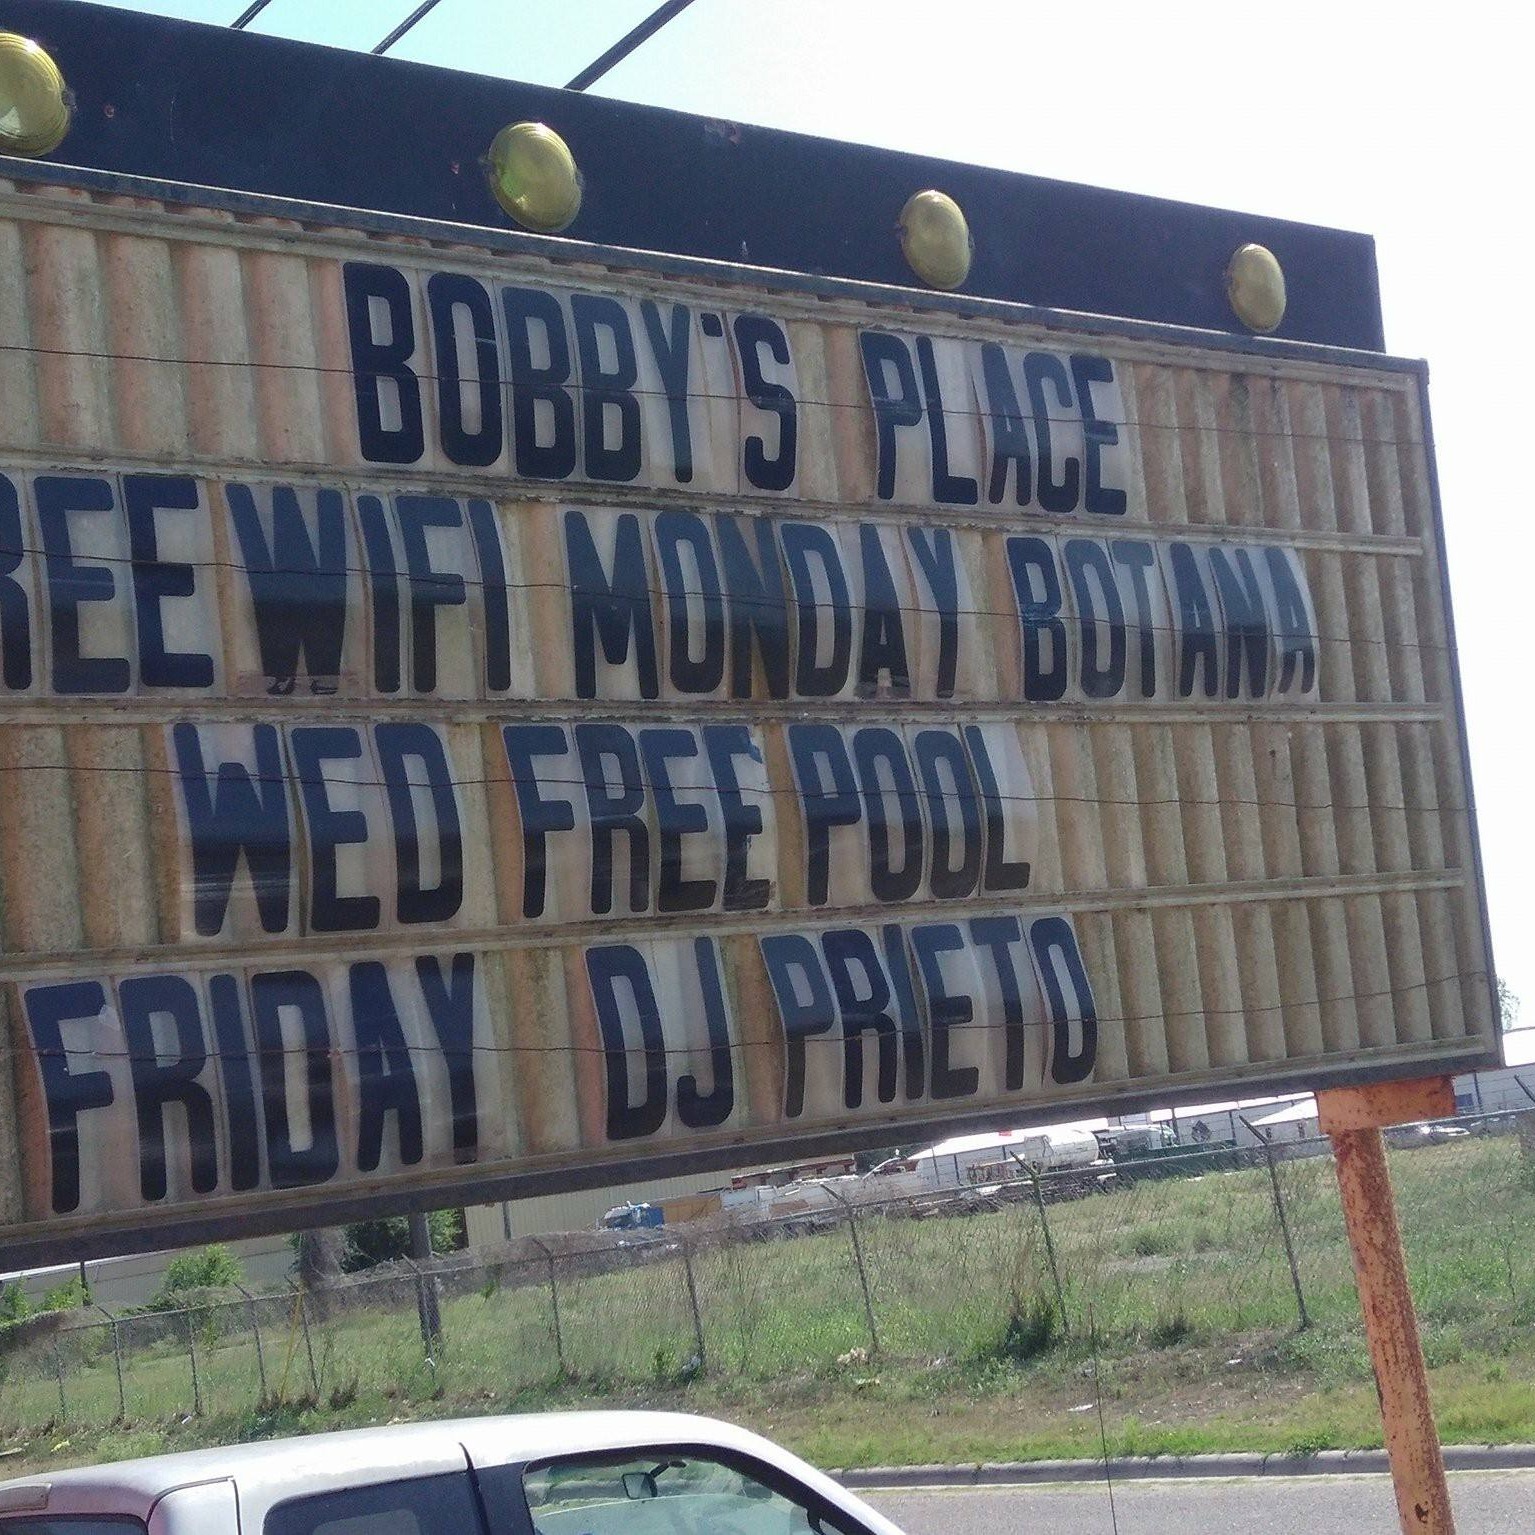 BOBBY'S PLACE
REE WIFI MONDAY BOTANA
WED FREE POOL
FRIDAY DJ PRIETO